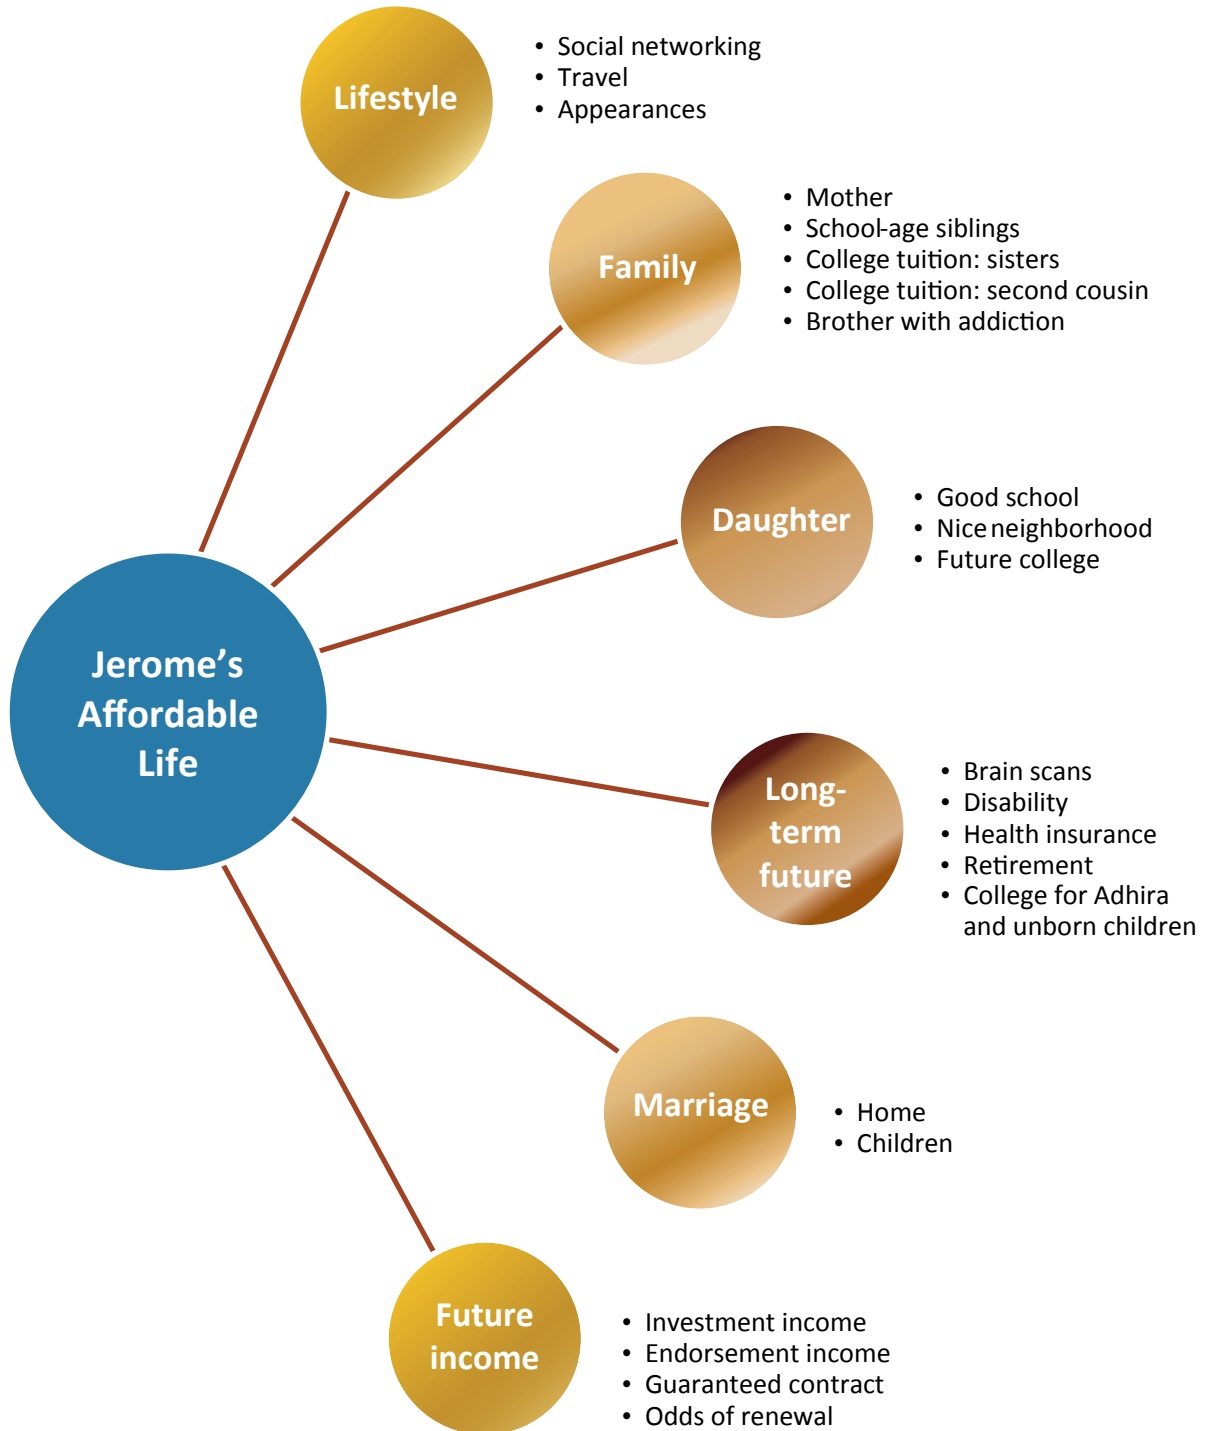 Lifestyle
• Social networking
• Travel
• Appearances
Family
• Mother
• School-age siblings
• College tuition: sisters
• College tuition: second cousin
• Brother with addiction
Daughter
• Good school
• Nice neighborhood
• Future college
Jerome’s
Affordable
Life
Long-
term
future
• Brain scans
• Disability
• Health insurance
• Retirement
• College for Adhira
and unborn children
Marriage
• Home
• Children
Future
income
• Investment income
• Endorsement income
• Guaranteed contract
• Odds of renewal